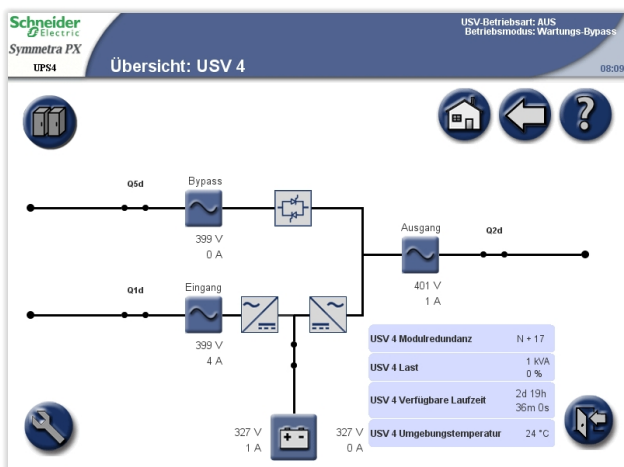 Schneider
Electric
Symmetra PX
UPS4
Übersicht: USV 4
USV-Betriebsart: AUS
Betriebsmodus: Wartungs-Bypass
08:09
Q5d
Bypass
399 V
0 A
Ausgang
Q2d
401 V
1 A
Q1d
Eingang
399 V
4 A
USV 4 Modulredundanz N + 17
USV 4 Last 1 kVA
0 %
USV 4 Verfügbare Laufzeit 2d 19h
36m 0s
USV 4 Umgebungstemperatur 24 °C
327 V
1 A
327 V
0 A